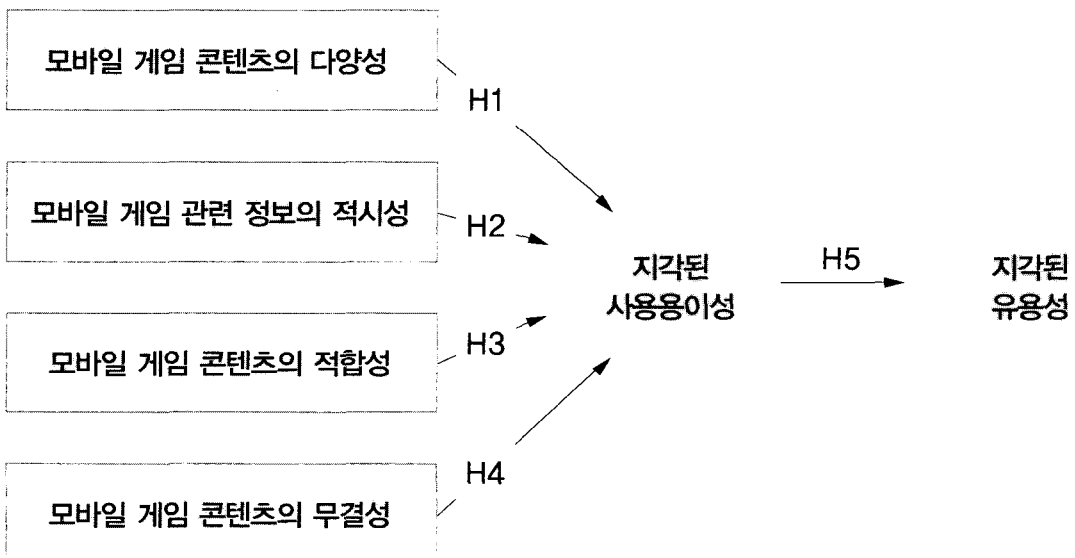 모바일 게임 콘텐츠의 다양성
H1
모바일 게임 관련 정보의 적시성
H2
모바일 게임 콘텐츠의 적합성
H3
모바일 게임 콘텐츠의 무결성
H4
지각된
사용용이성
H5
지각된
유용성